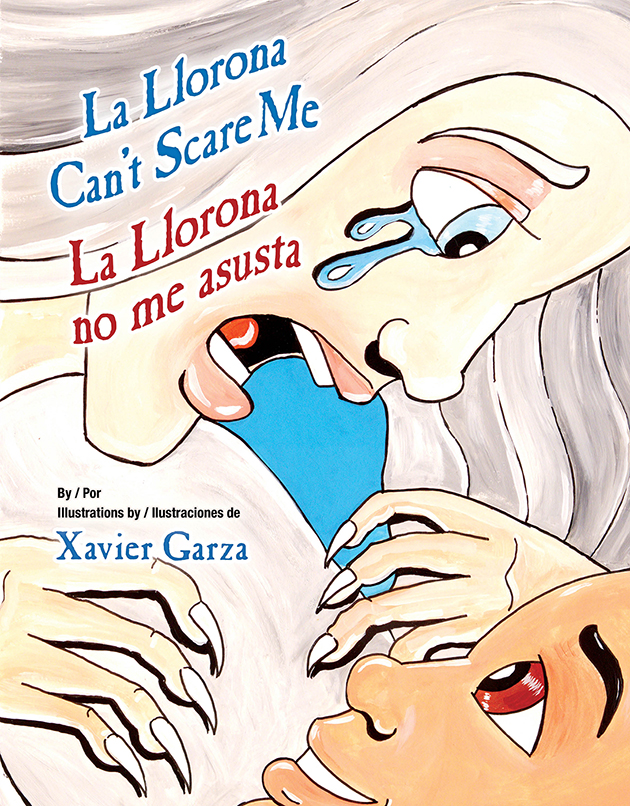 La Llorona
Can't Scare Me
La Llorona
no me asusta
By / Por
Illustrations by / Ilustraciones de
Xavier Garza